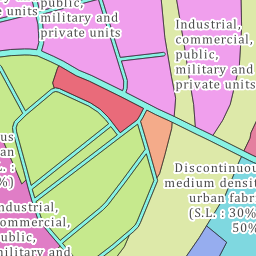 public,
military and
private units
e units
Industrial,
commercial,
public,
military and
private units
Discontinuous
medium density
urban fabric
(S.L. : 30%
50%
ndustrial,
commercial,
public,
military and